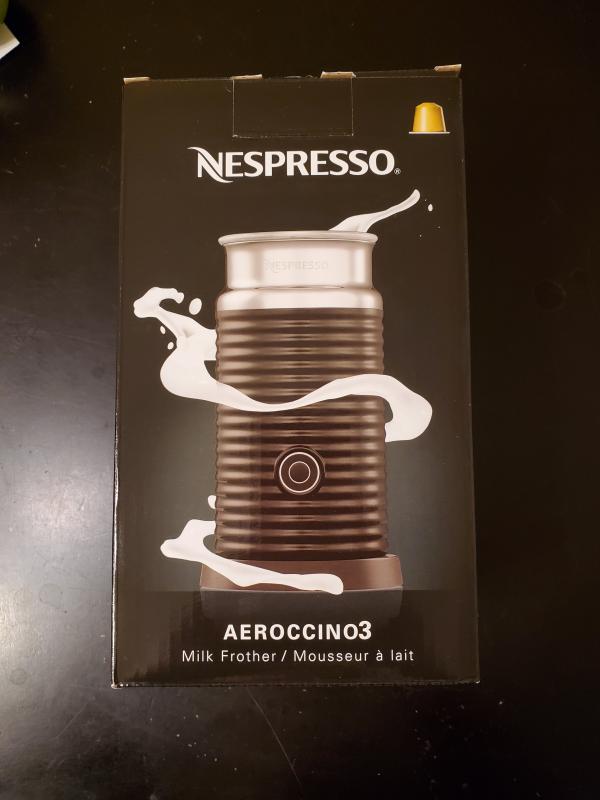 NESPRESSO®
NESPRESSO
AEROCCINO3
Milk Frother / Mousseur à lait